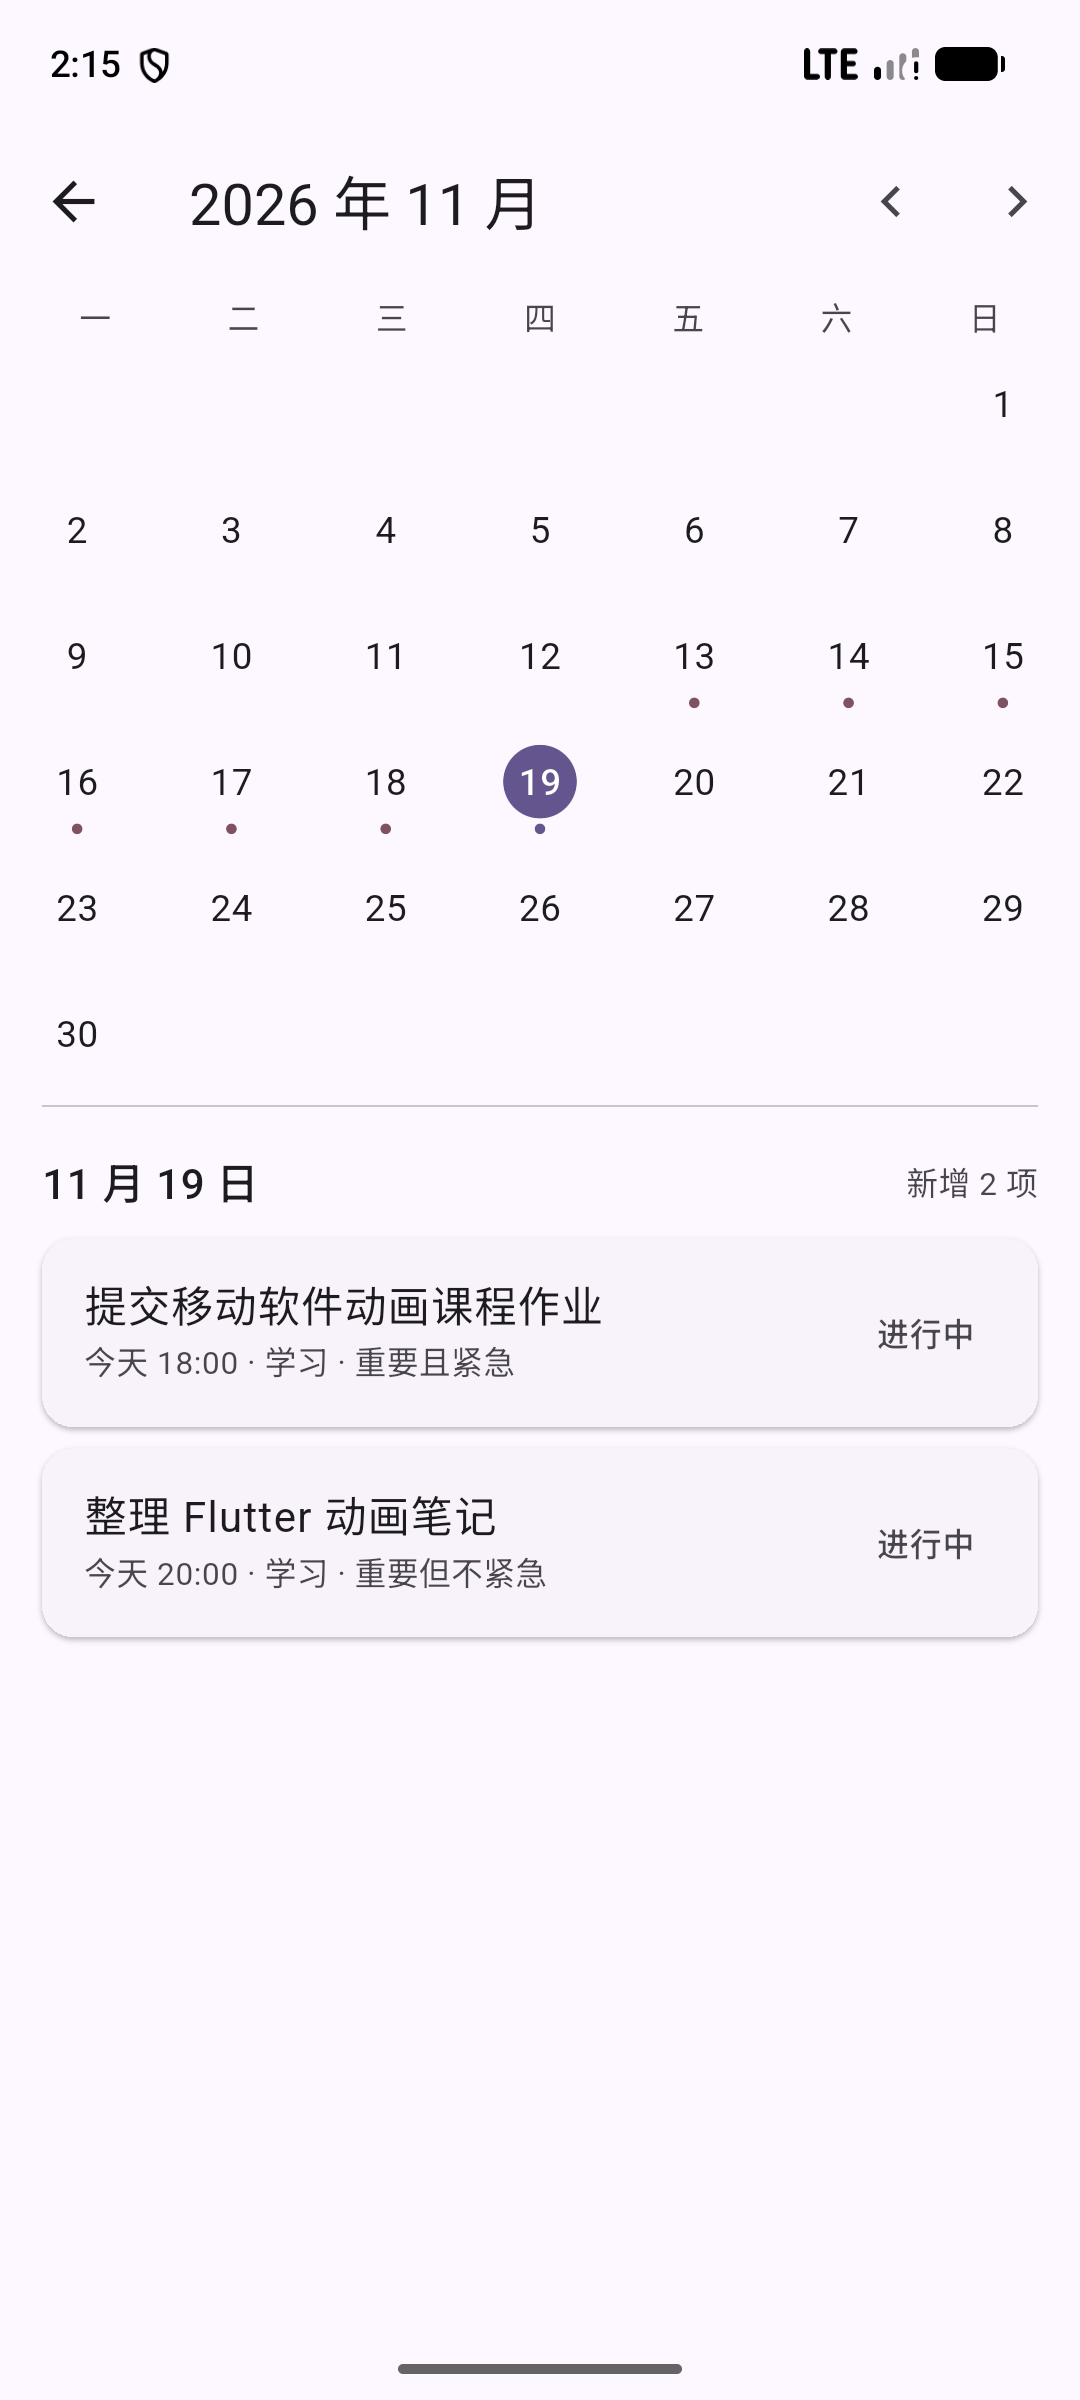 2:15 LTE
2026 年 11 月
一 二 三 四 五 六 日
1
2 3 4 5 6 7 8
9 10 11 12 13 14 15
16 17 18 19 20 21 22
23 24 25 26 27 28 29
30
11 月 19 日 新增 2 项
提交移动软件动画课程作业
进行中
今天 18:00 · 学习 · 重要且紧急
整理 Flutter 动画笔记
进行中
今天 20:00 · 学习 · 重要但不紧急